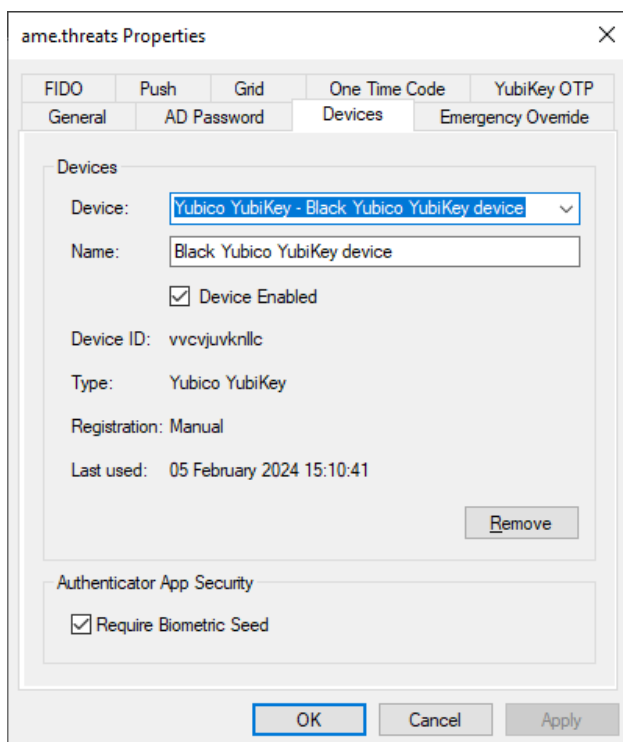 ame.threats Properties
FIDO Push Grid One Time Code YubiKey OTP
General AD Password Devices Emergency Override
Devices
Device: Yubico YubiKey - Black Yubico YubiKey device
Name: Black Yubico YubiKey device
Device Enabled
Device ID: vvcvjuvknllc
Type: Yubico YubiKey
Registration: Manual
Last used: 05 February 2024 15:10:41
Remove
Authenticator App Security
Require Biometric Seed
OK Cancel Apply